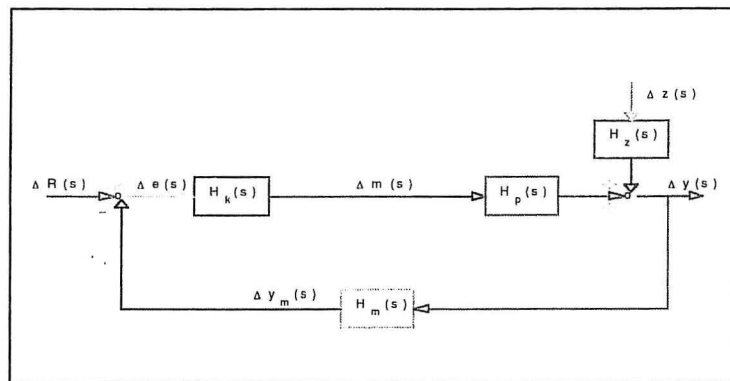 Δ z(s)
H_z(s)
Δ R(s)
Δ e(s)
H_k(s)
Δ m(s)
H_p(s)
Δ y(s)
-
Δ y_m(s)
H_m(s)